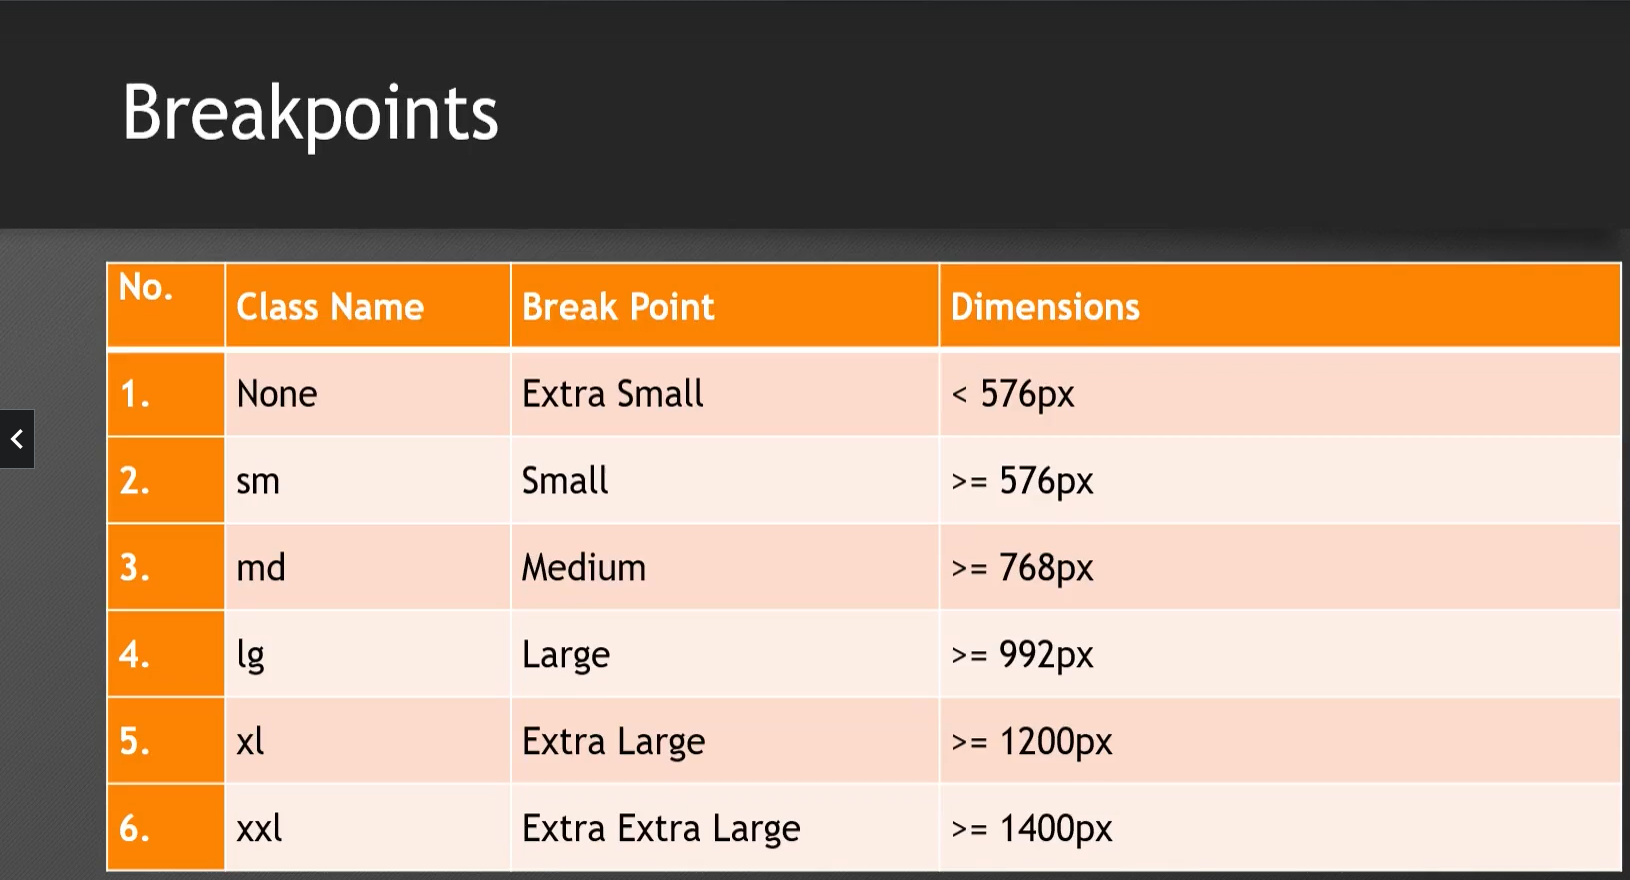 Breakpoints
No. Class Name Break Point Dimensions
1. None Extra Small < 576px
2. sm Small >= 576px
3. md Medium >= 768px
4. lg Large >= 992px
5. xl Extra Large >= 1200px
6. xxl Extra Extra Large >= 1400px